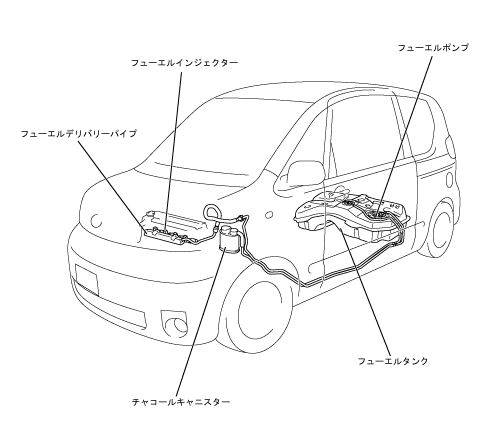 フューエルポンプ
フューエルインジェクター
フューエルデリバリーパイプ
フューエルタンク
チャコールキャニスター